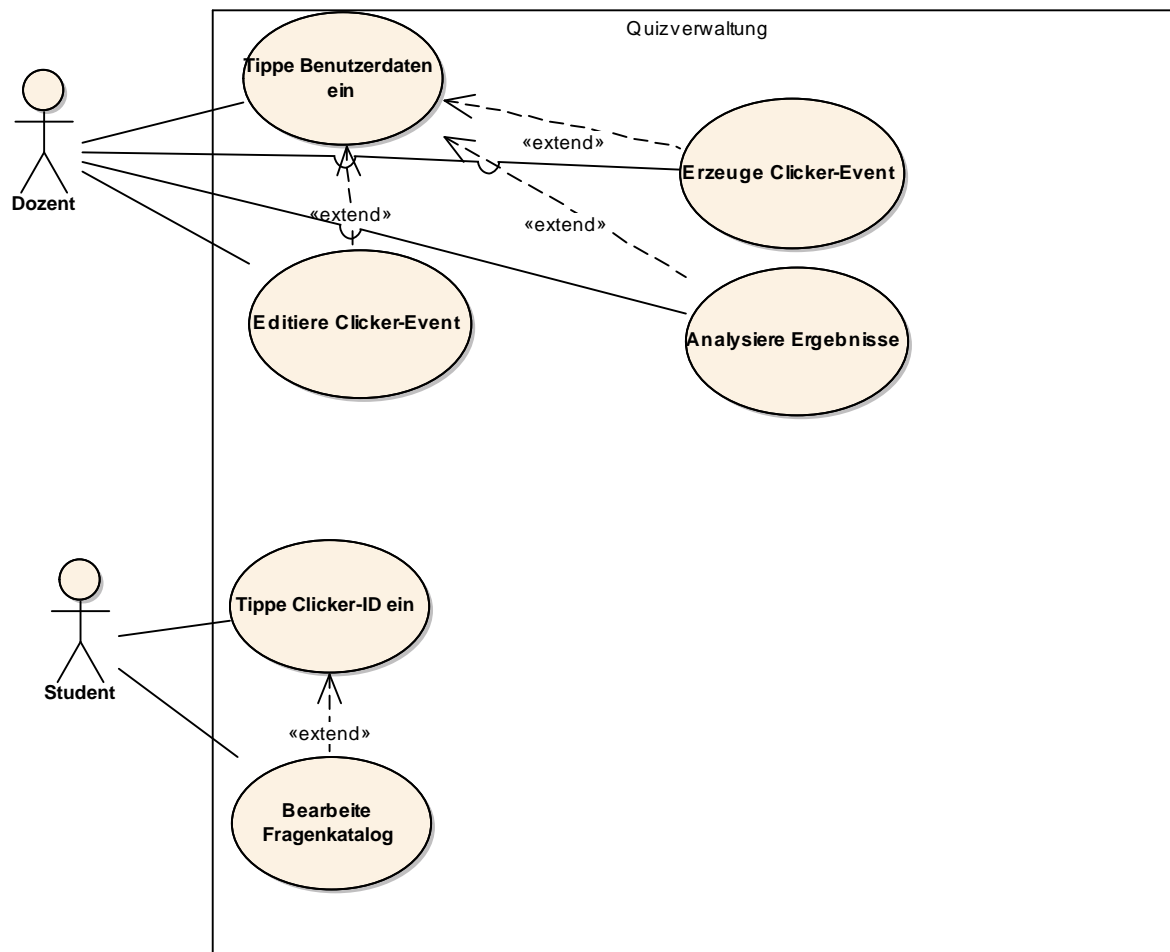 Quizverwaltung
Tippe Benutzerdaten
ein
«extend»
Erzeuge Clicker-Event
Dozent
«extend»
«extend»
Editiere Clicker-Event
Analysiere Ergebnisse
Tippe Clicker-ID ein
Student
«extend»
Bearbeite
Fragenkatalog